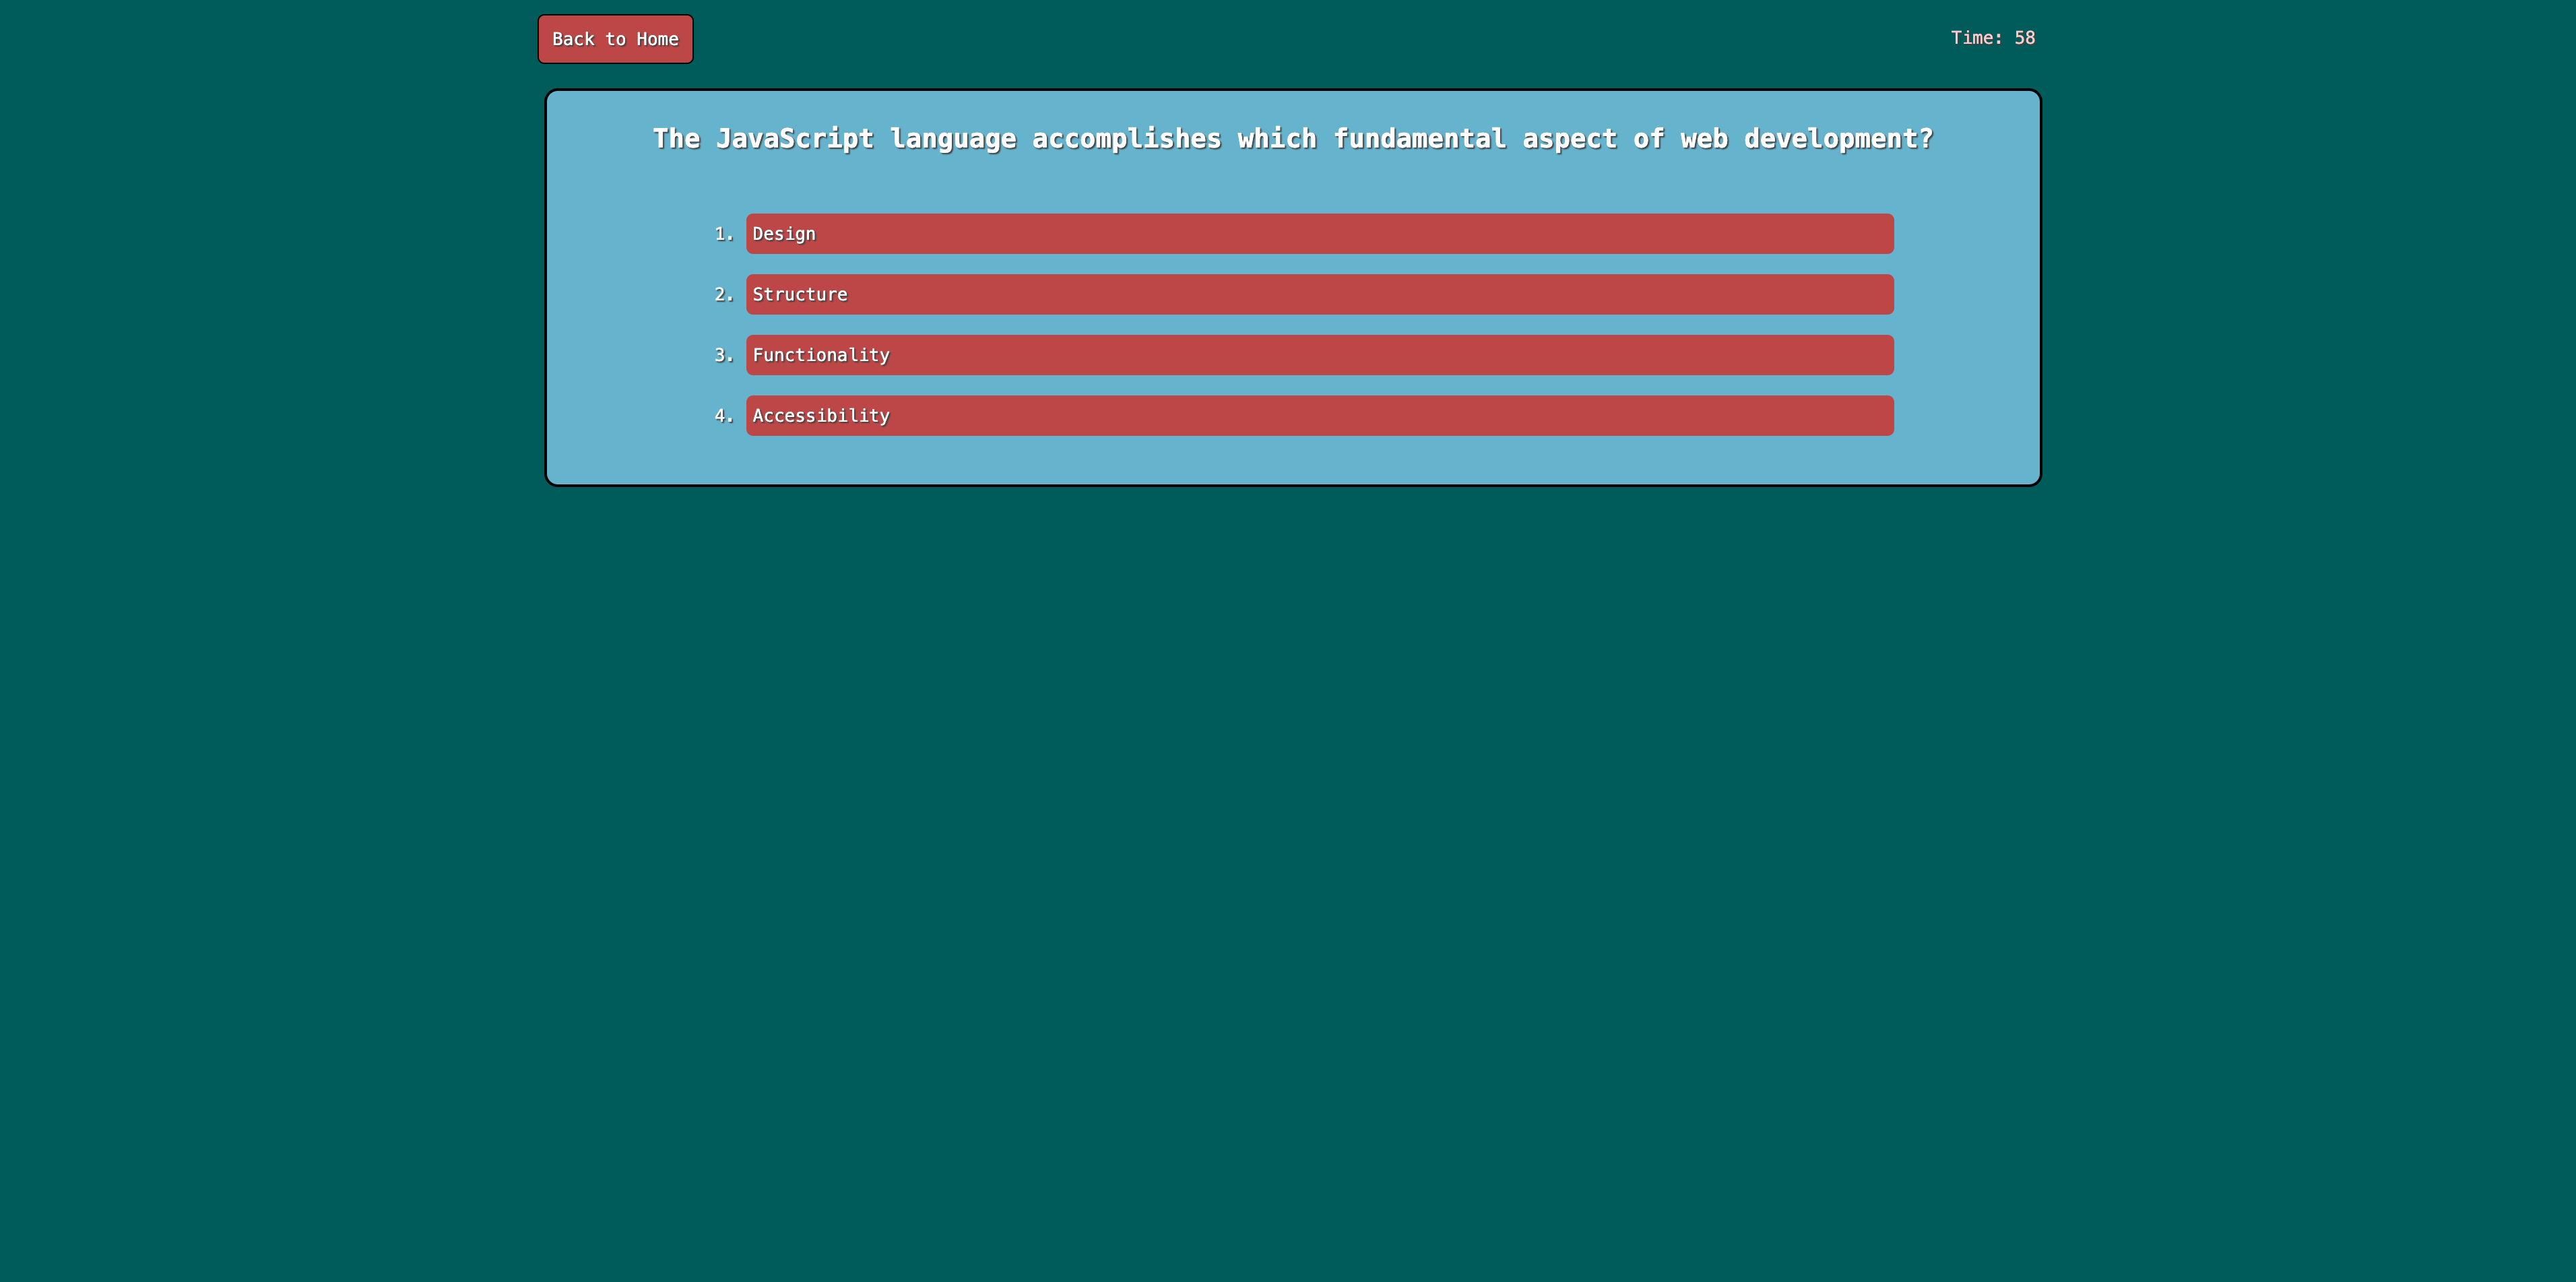 Back to Home
Time: 58
The JavaScript language accomplishes which fundamental aspect of web development?
1. Design
2. Structure
3. Functionality
4. Accessibility